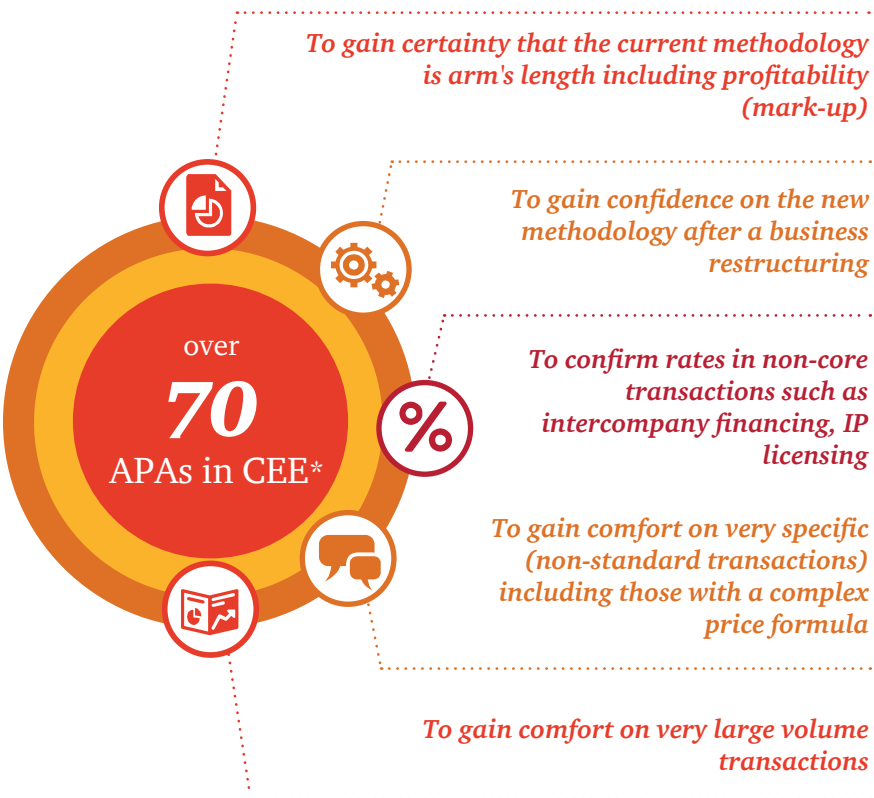 To gain certainty that the current methodology
is arm's length including profitability
(mark-up)
To gain confidence on the new
methodology after a business
restructuring
over
70
APAs in CEE*
%
To confirm rates in non-core
transactions such as
intercompany financing, IP
licensing
To gain comfort on very specific
(non-standard transactions)
including those with a complex
price formula
To gain comfort on very large volume
transactions